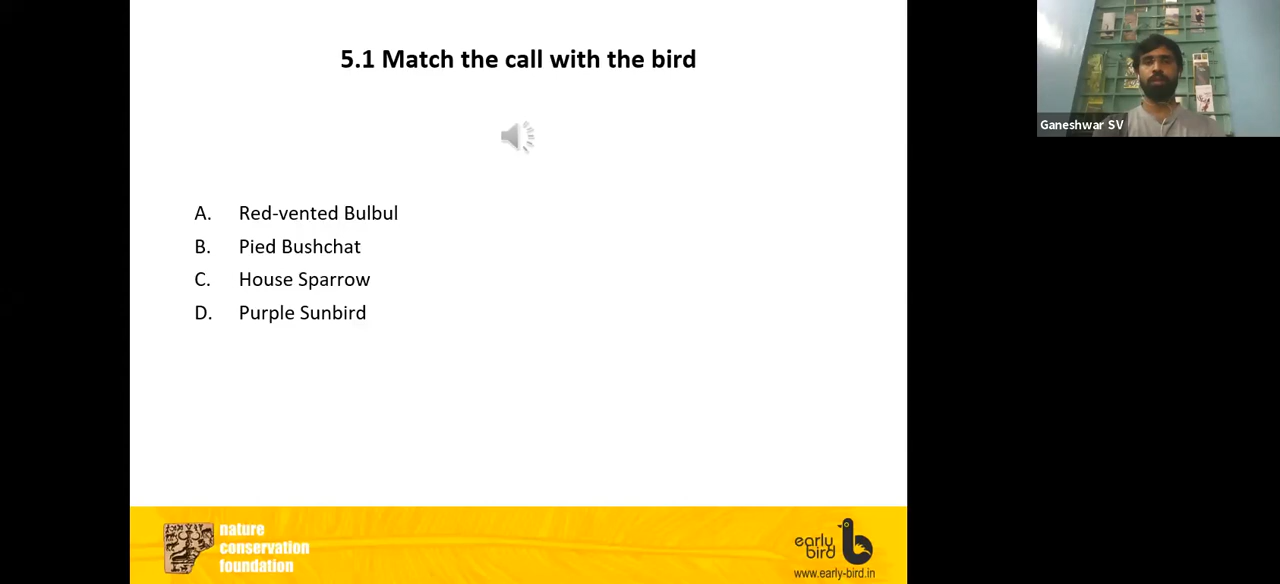 5.1 Match the call with the bird
Ganeshwar SV
A. Red-vented Bulbul
B. Pied Bushchat
C. House Sparrow
D. Purple Sunbird
nature
conservation
foundation
early
bird
www.early-bird.in